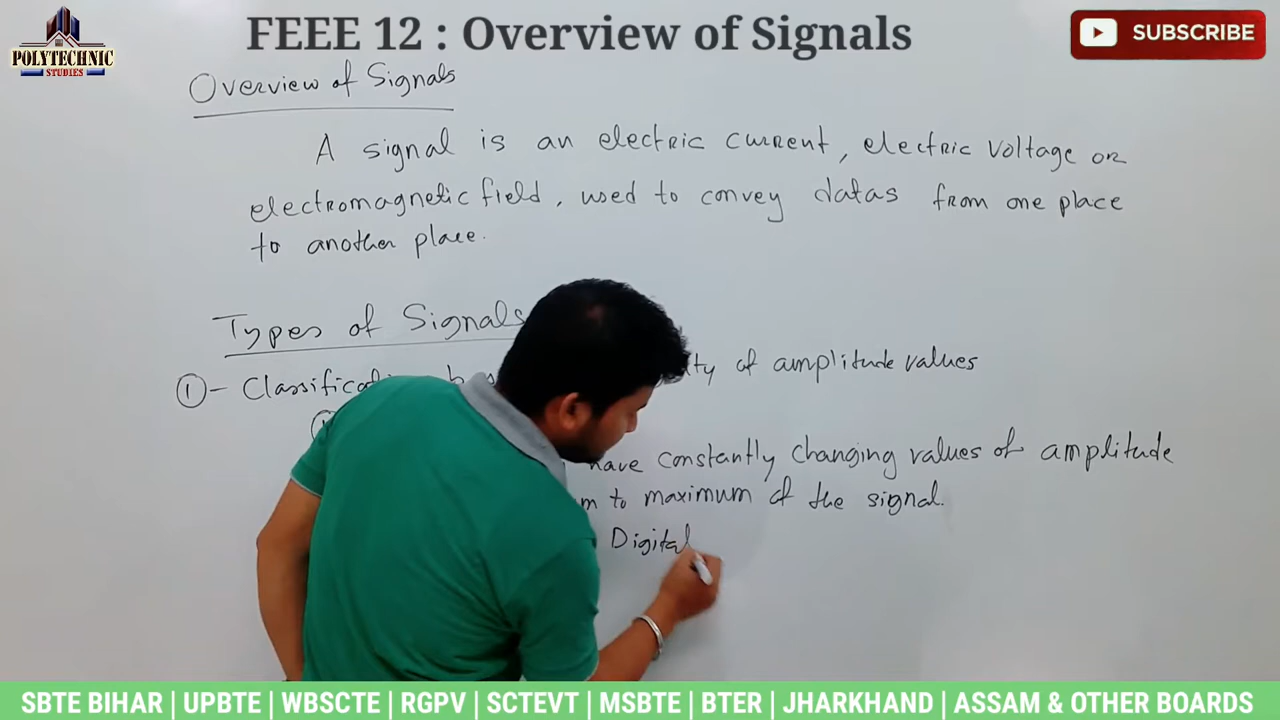 FEEE 12 : Overview of Signals
POLYTECHNIC
STUDIES
SUBSCRIBE
Overview of Signals
A signal is an electric current, electric voltage or
electromagnetic field, used to convey datas from one place
to another place.
Types of Signals
① - Classificati of amplitude values
have constantly changing values of amplitude
to maximum of the signal.
Digital
SBTE BIHAR | UPBTE | WBSCTE | RGPV | SCTEVT | MSBTE | BTER | JHARKHAND | ASSAM & OTHER BOARDS